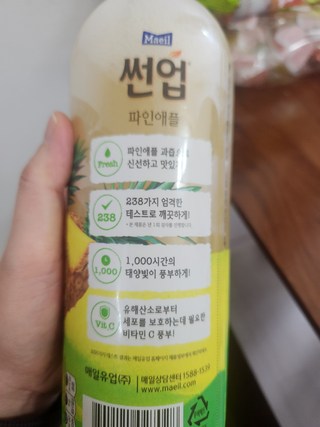 Maeil
썬업
파인애플
Fresh
파인애플 과즙으로
신선하고 맛있게!
238
238가지 엄격한
테스트로 깨끗하게!
1,000
1,000시간의
태양빛이 풍부하게!
Vit C
유해산소로부터
세포를 보호하는데 필요한
비타민 C 풍부!
매일유업(주)
매일상담센터 1588-1539
www.maeil.com